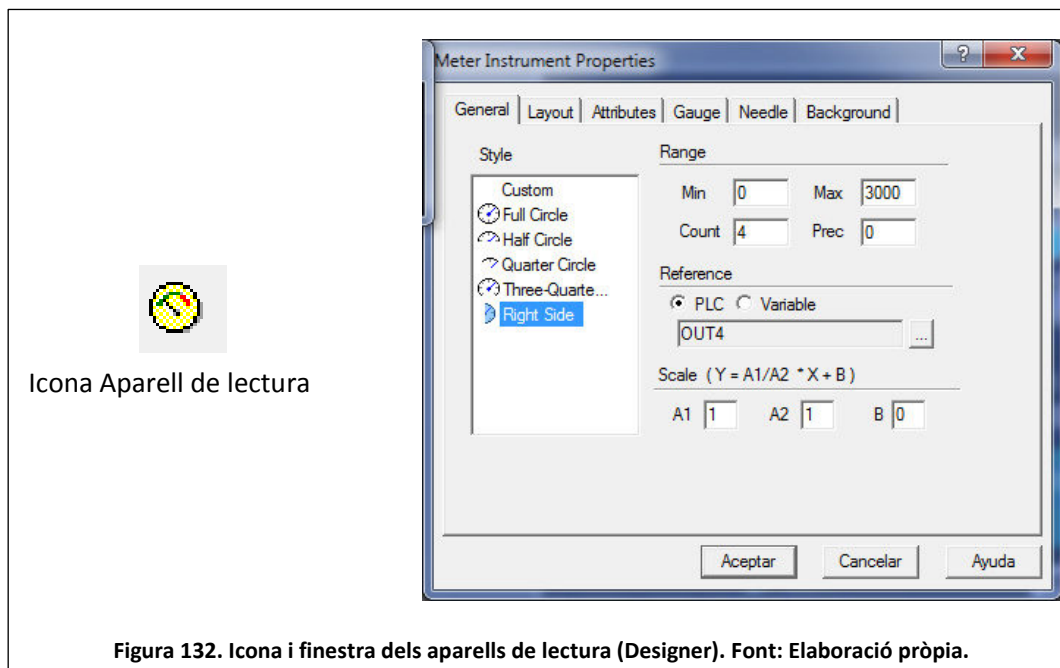 Meter Instrument Properties
?
X
General Layout Attributes Gauge Needle Background
Style
Custom
Full Circle
Half Circle
Quarter Circle
Three-Quarte...
Right Side
Range
Min 0 Max 3000
Count 4 Prec 0
Reference
PLC Variable
OUT4 ...
Scale ( Y = A1/A2 * X + B )
A1 1 A2 1 B 0
Aceptar Cancelar Ayuda
Icona Aparell de lectura
Figura 132. Icona i finestra dels aparells de lectura (Designer). Font: Elaboració pròpia.